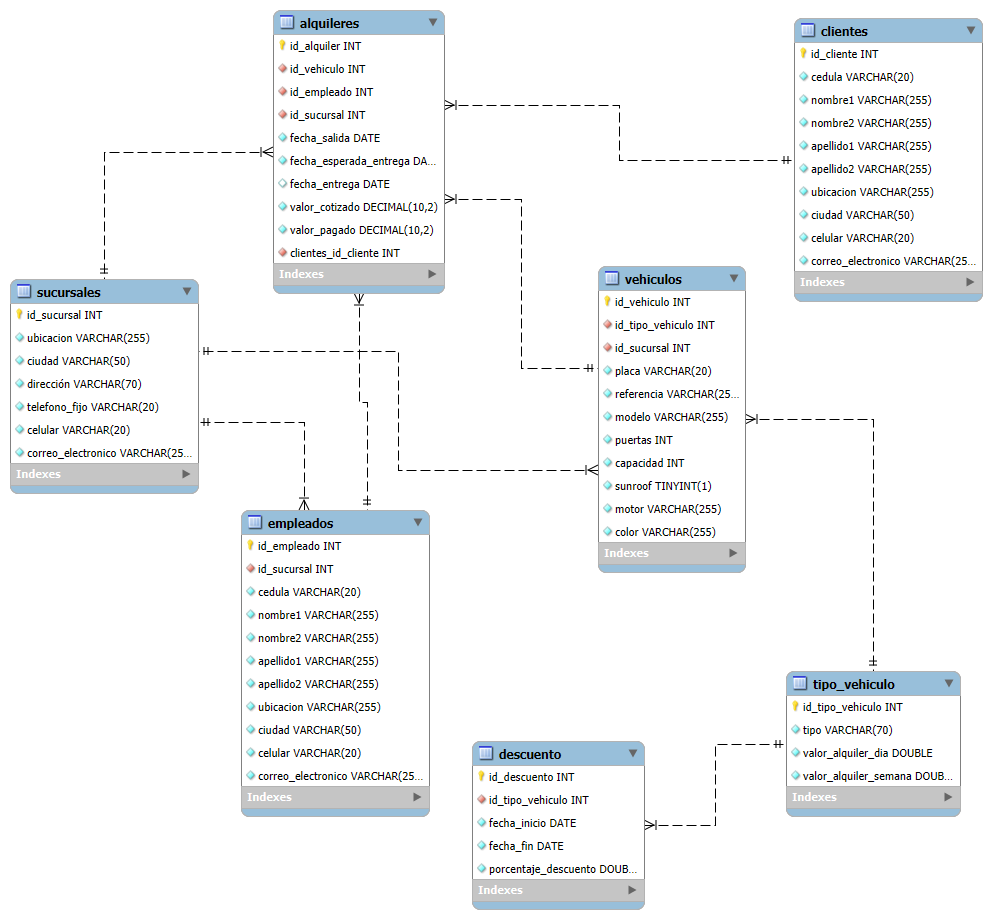 alquileres
id_alquiler INT
id_vehiculo INT
id_empleado INT
id_sucursal INT
fecha_salida DATE
fecha_esperada_entrega DA...
fecha_entrega DATE
valor_cotizado DECIMAL(10,2)
valor_pagado DECIMAL(10,2)
clientes_id_cliente INT
Indexes
clientes
id_cliente INT
cedula VARCHAR(20)
nombre1 VARCHAR(255)
nombre2 VARCHAR(255)
apellido1 VARCHAR(255)
apellido2 VARCHAR(255)
ubicacion VARCHAR(255)
ciudad VARCHAR(50)
celular VARCHAR(20)
correo_electronico VARCHAR(25...
Indexes
sucursales
id_sucursal INT
ubicacion VARCHAR(255)
ciudad VARCHAR(50)
dirección VARCHAR(70)
telefono_fijo VARCHAR(20)
celular VARCHAR(20)
correo_electronico VARCHAR(25...
Indexes
vehiculos
id_vehiculo INT
id_tipo_vehiculo INT
id_sucursal INT
placa VARCHAR(20)
referencia VARCHAR(25...
modelo VARCHAR(255)
puertas INT
capacidad INT
sunroof TINYINT(1)
motor VARCHAR(255)
color VARCHAR(255)
Indexes
empleados
id_empleado INT
id_sucursal INT
cedula VARCHAR(20)
nombre1 VARCHAR(255)
nombre2 VARCHAR(255)
apellido1 VARCHAR(255)
apellido2 VARCHAR(255)
ubicacion VARCHAR(255)
ciudad VARCHAR(50)
celular VARCHAR(20)
correo_electronico VARCHAR(25...
Indexes
tipo_vehiculo
id_tipo_vehiculo INT
tipo VARCHAR(70)
valor_alquiler_dia DOUBLE
valor_alquiler_semana DOUB...
Indexes
descuento
id_descuento INT
id_tipo_vehiculo INT
fecha_inicio DATE
fecha_fin DATE
porcentaje_descuento DOUB...
Indexes